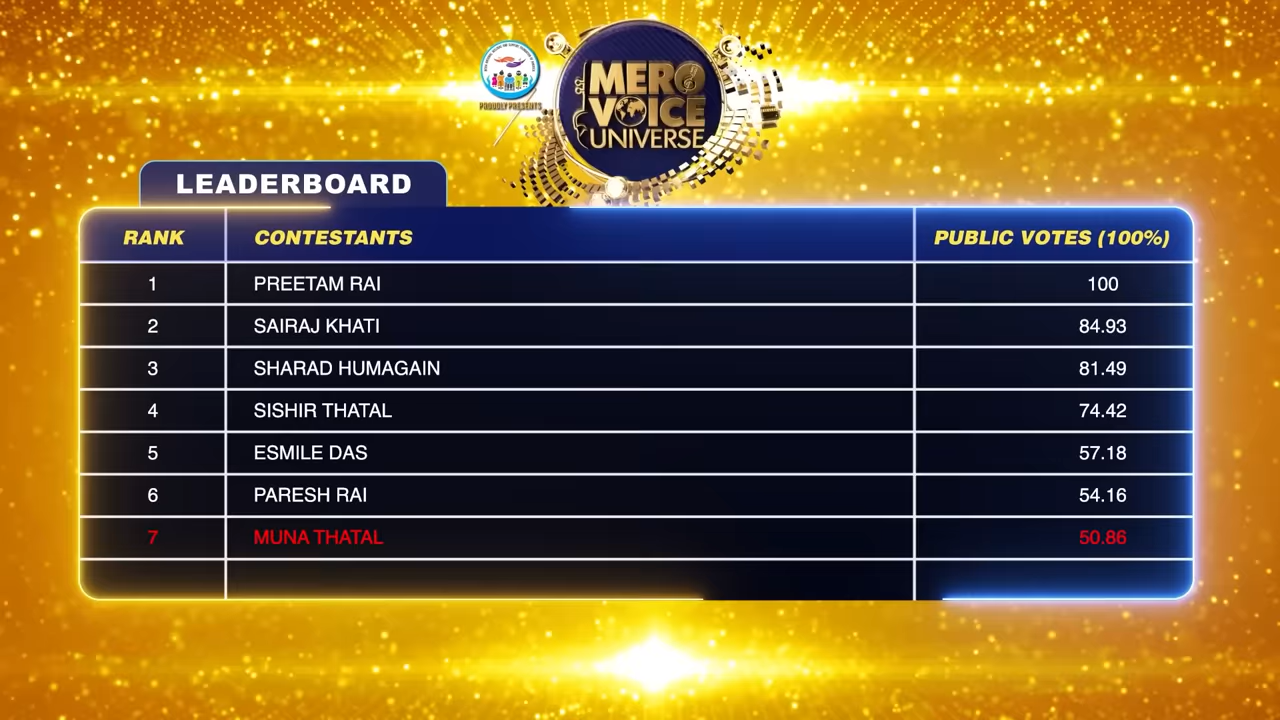 PROUDLY PRESENTS
MERO
VOICE
UNIVERSE
LEADERBOARD
RANK CONTESTANTS PUBLIC VOTES (100%)
1 PREETAM RAI 100
2 SAIRAJ KHATI 84.93
3 SHARAD HUMAGAIN 81.49
4 SISHIR THATAL 74.42
5 ESMILE DAS 57.18
6 PARESH RAI 54.16
7 MUNA THATAL 50.86